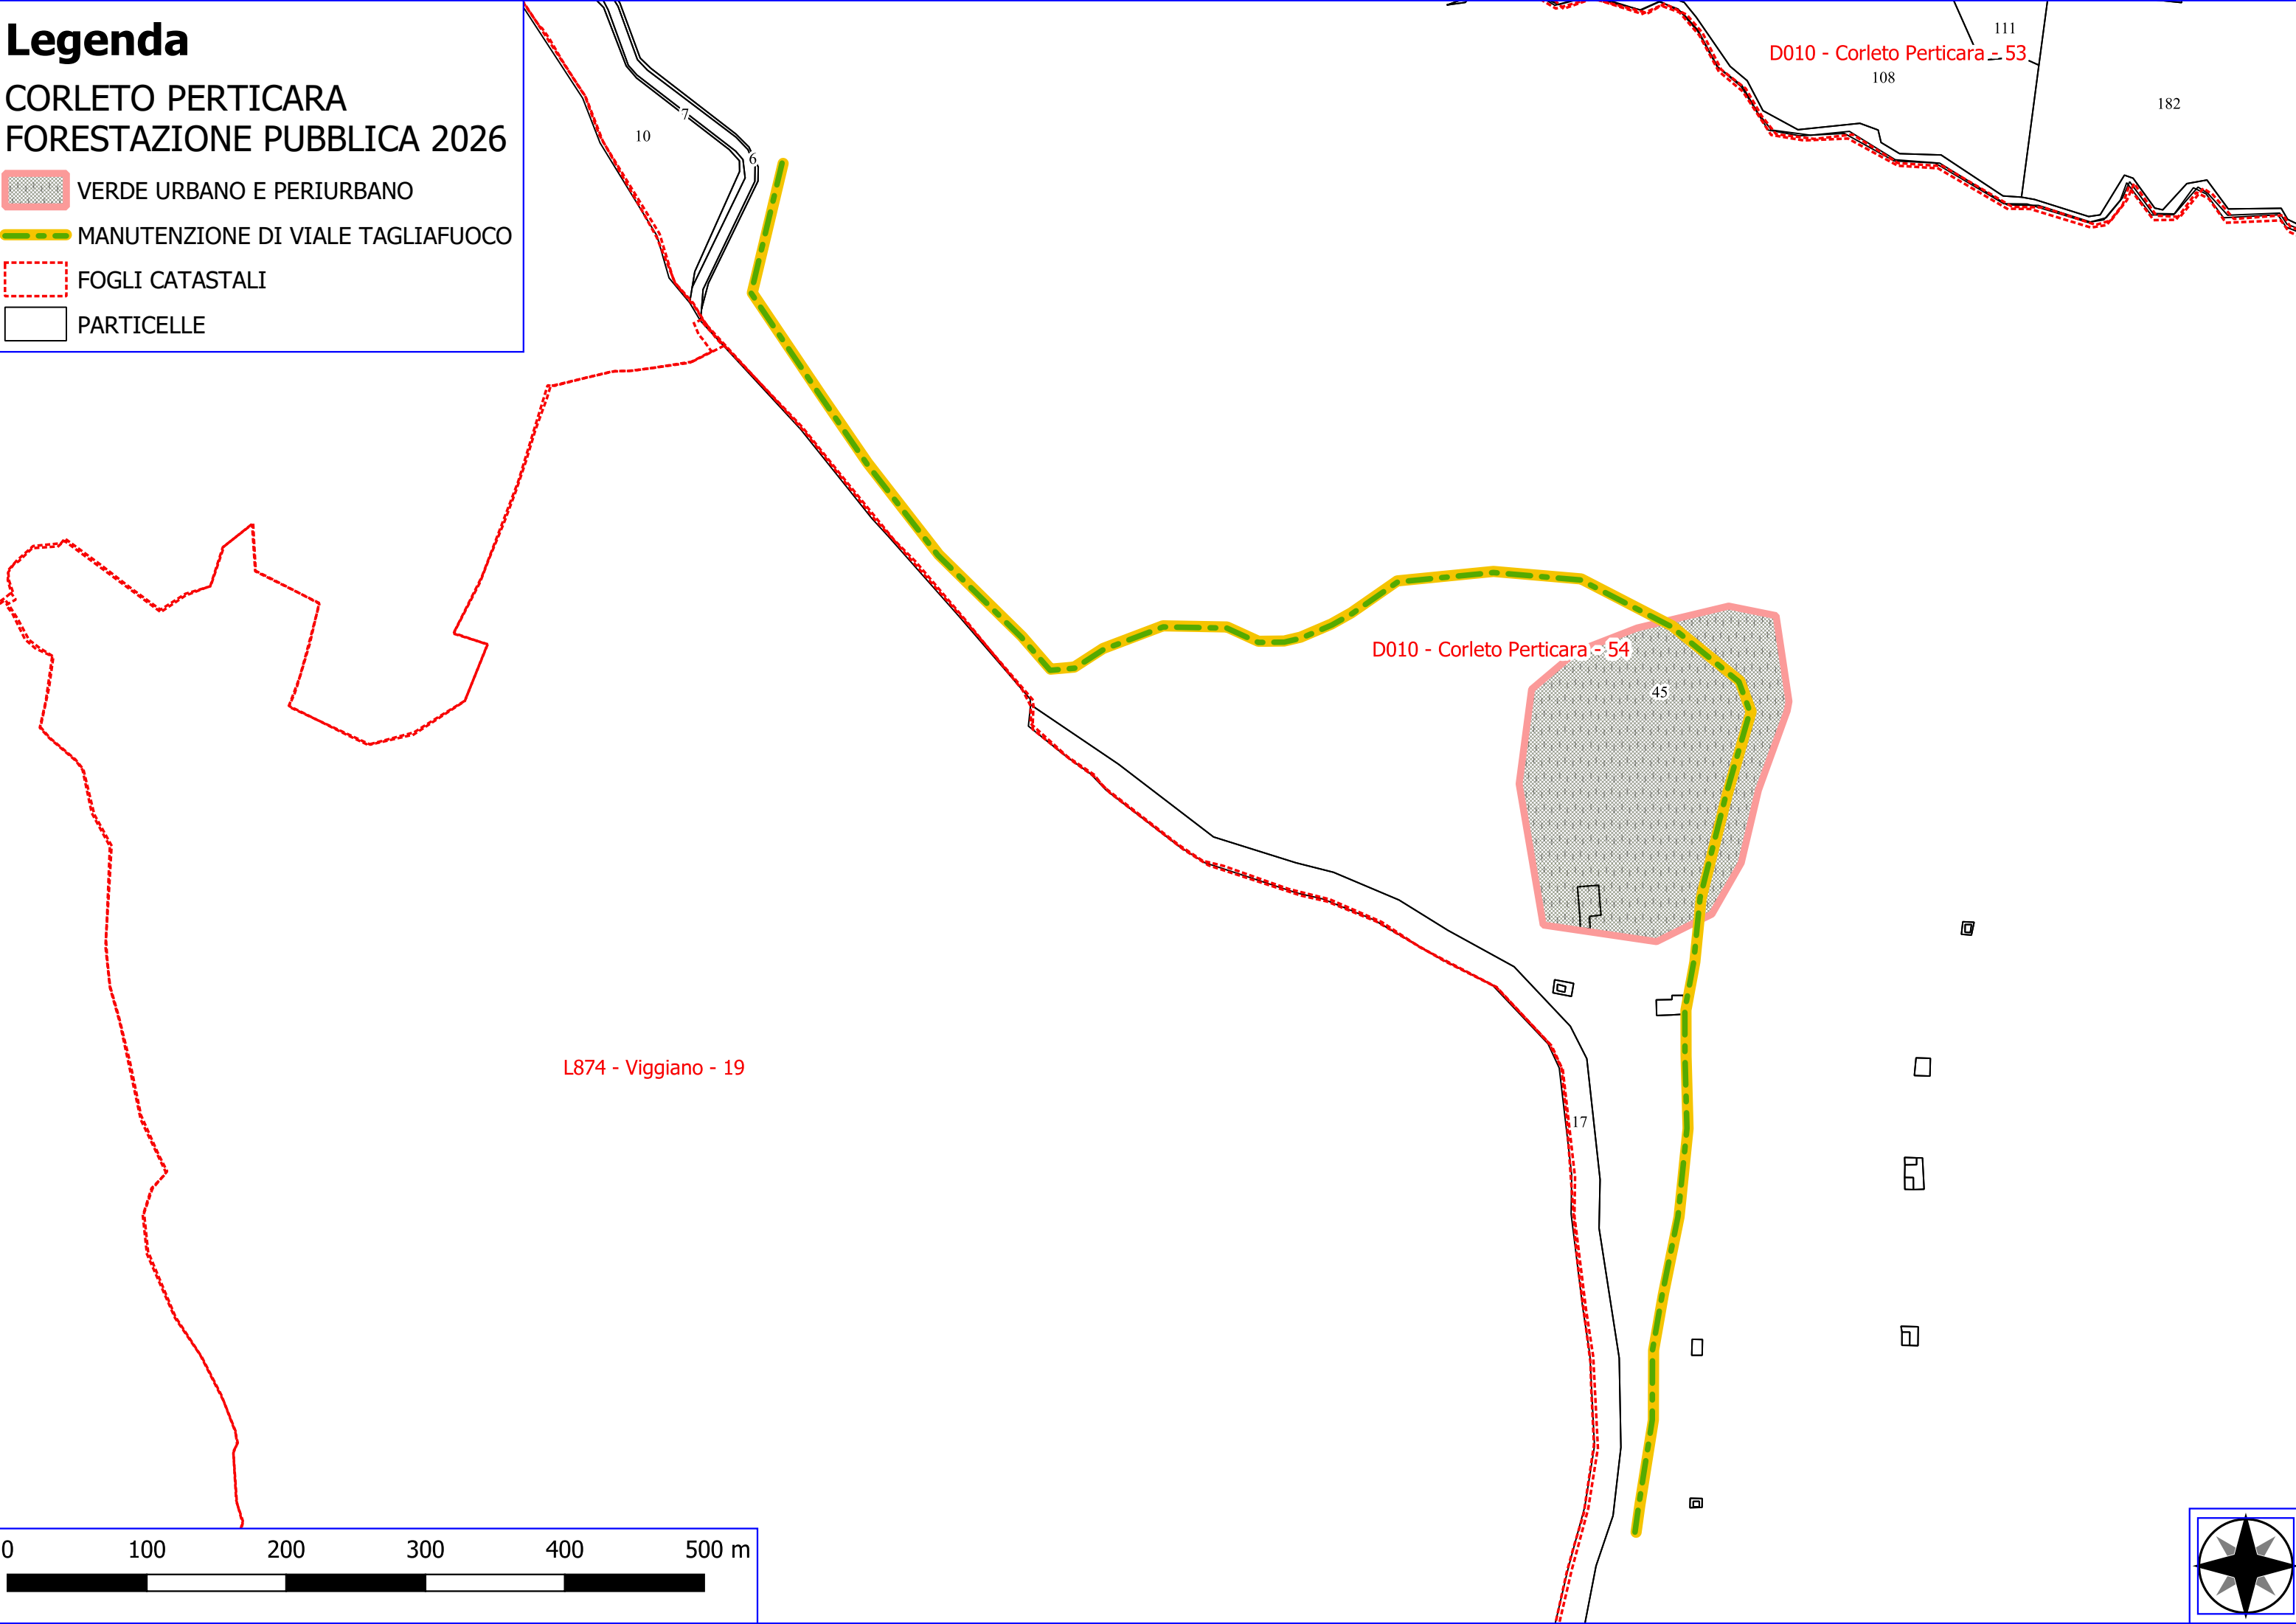 Legenda
CORLETO PERTICARA
FORESTAZIONE PUBBLICA 2026
VERDE URBANO E PERIURBANO
MANUTENZIONE DI VIALE TAGLIAFUOCO
FOGLI CATASTALI
PARTICELLE
111
D010 - Corleto Perticara - 53
108
182
7
10
6
D010 - Corleto Perticara - 54
45
L874 - Viggiano - 19
17
0 100 200 300 400 500 m